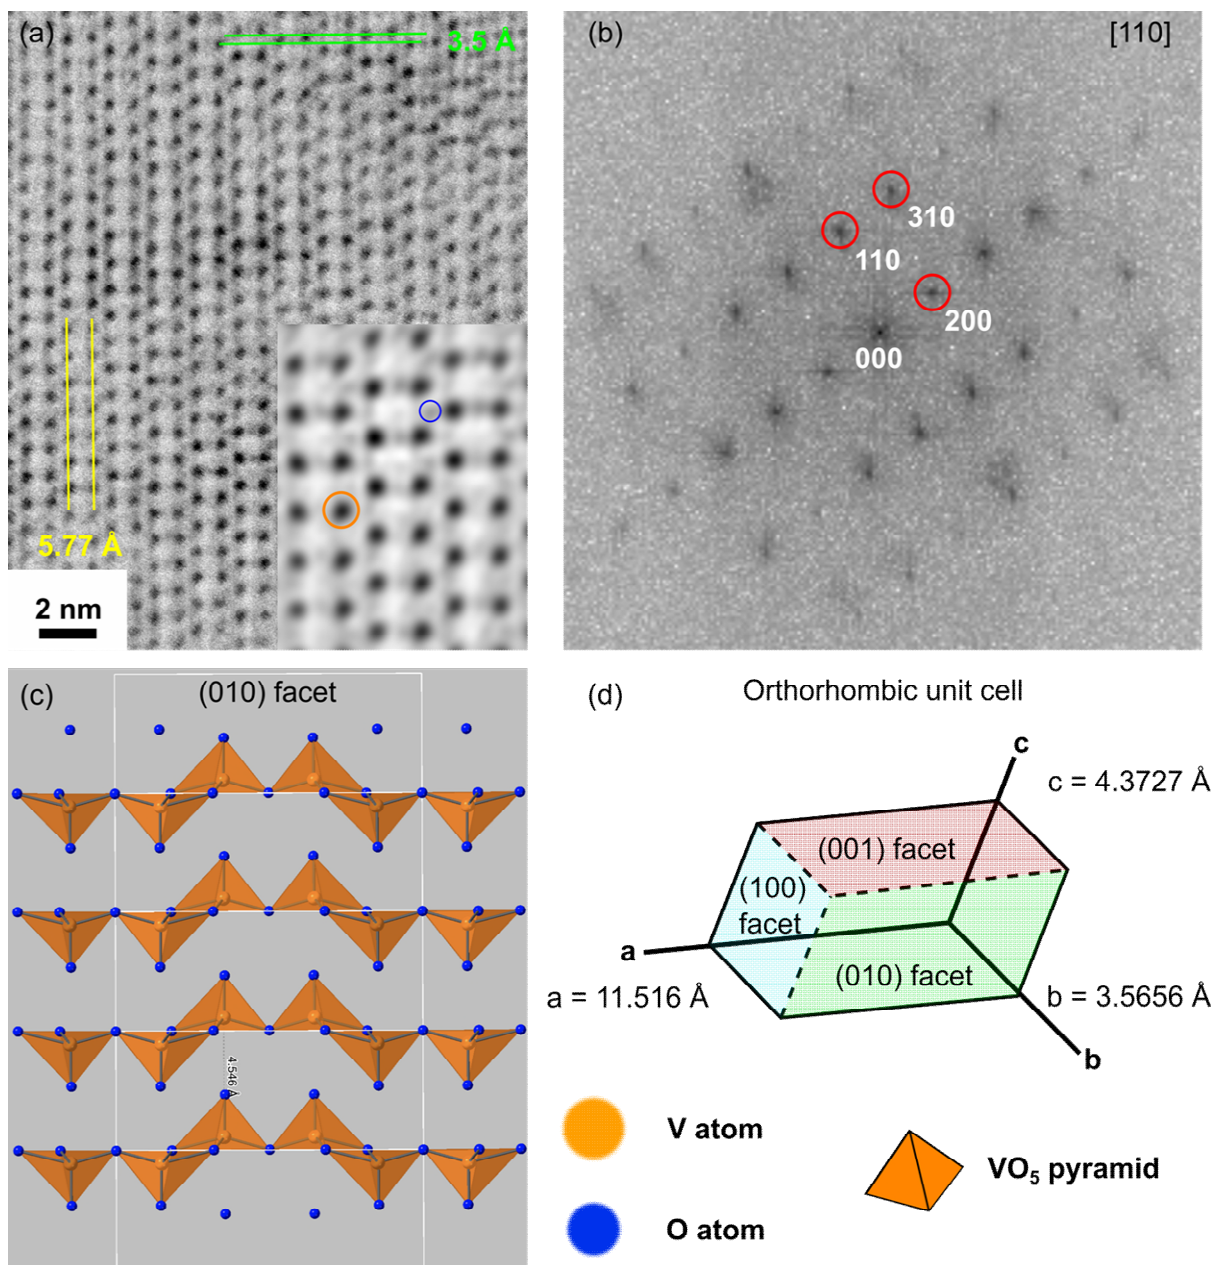 (a)
3.5 Å
5.77 Å
2 nm
(b)
[110]
310
110
200
000
(c)
(010) facet
4.546 Å
(d)
Orthorhombic unit cell
c
c = 4.3727 Å
(001) facet
(100)
facet
a
(010) facet
a = 11.516 Å
b = 3.5656 Å
b
V atom
VO₅ pyramid
O atom